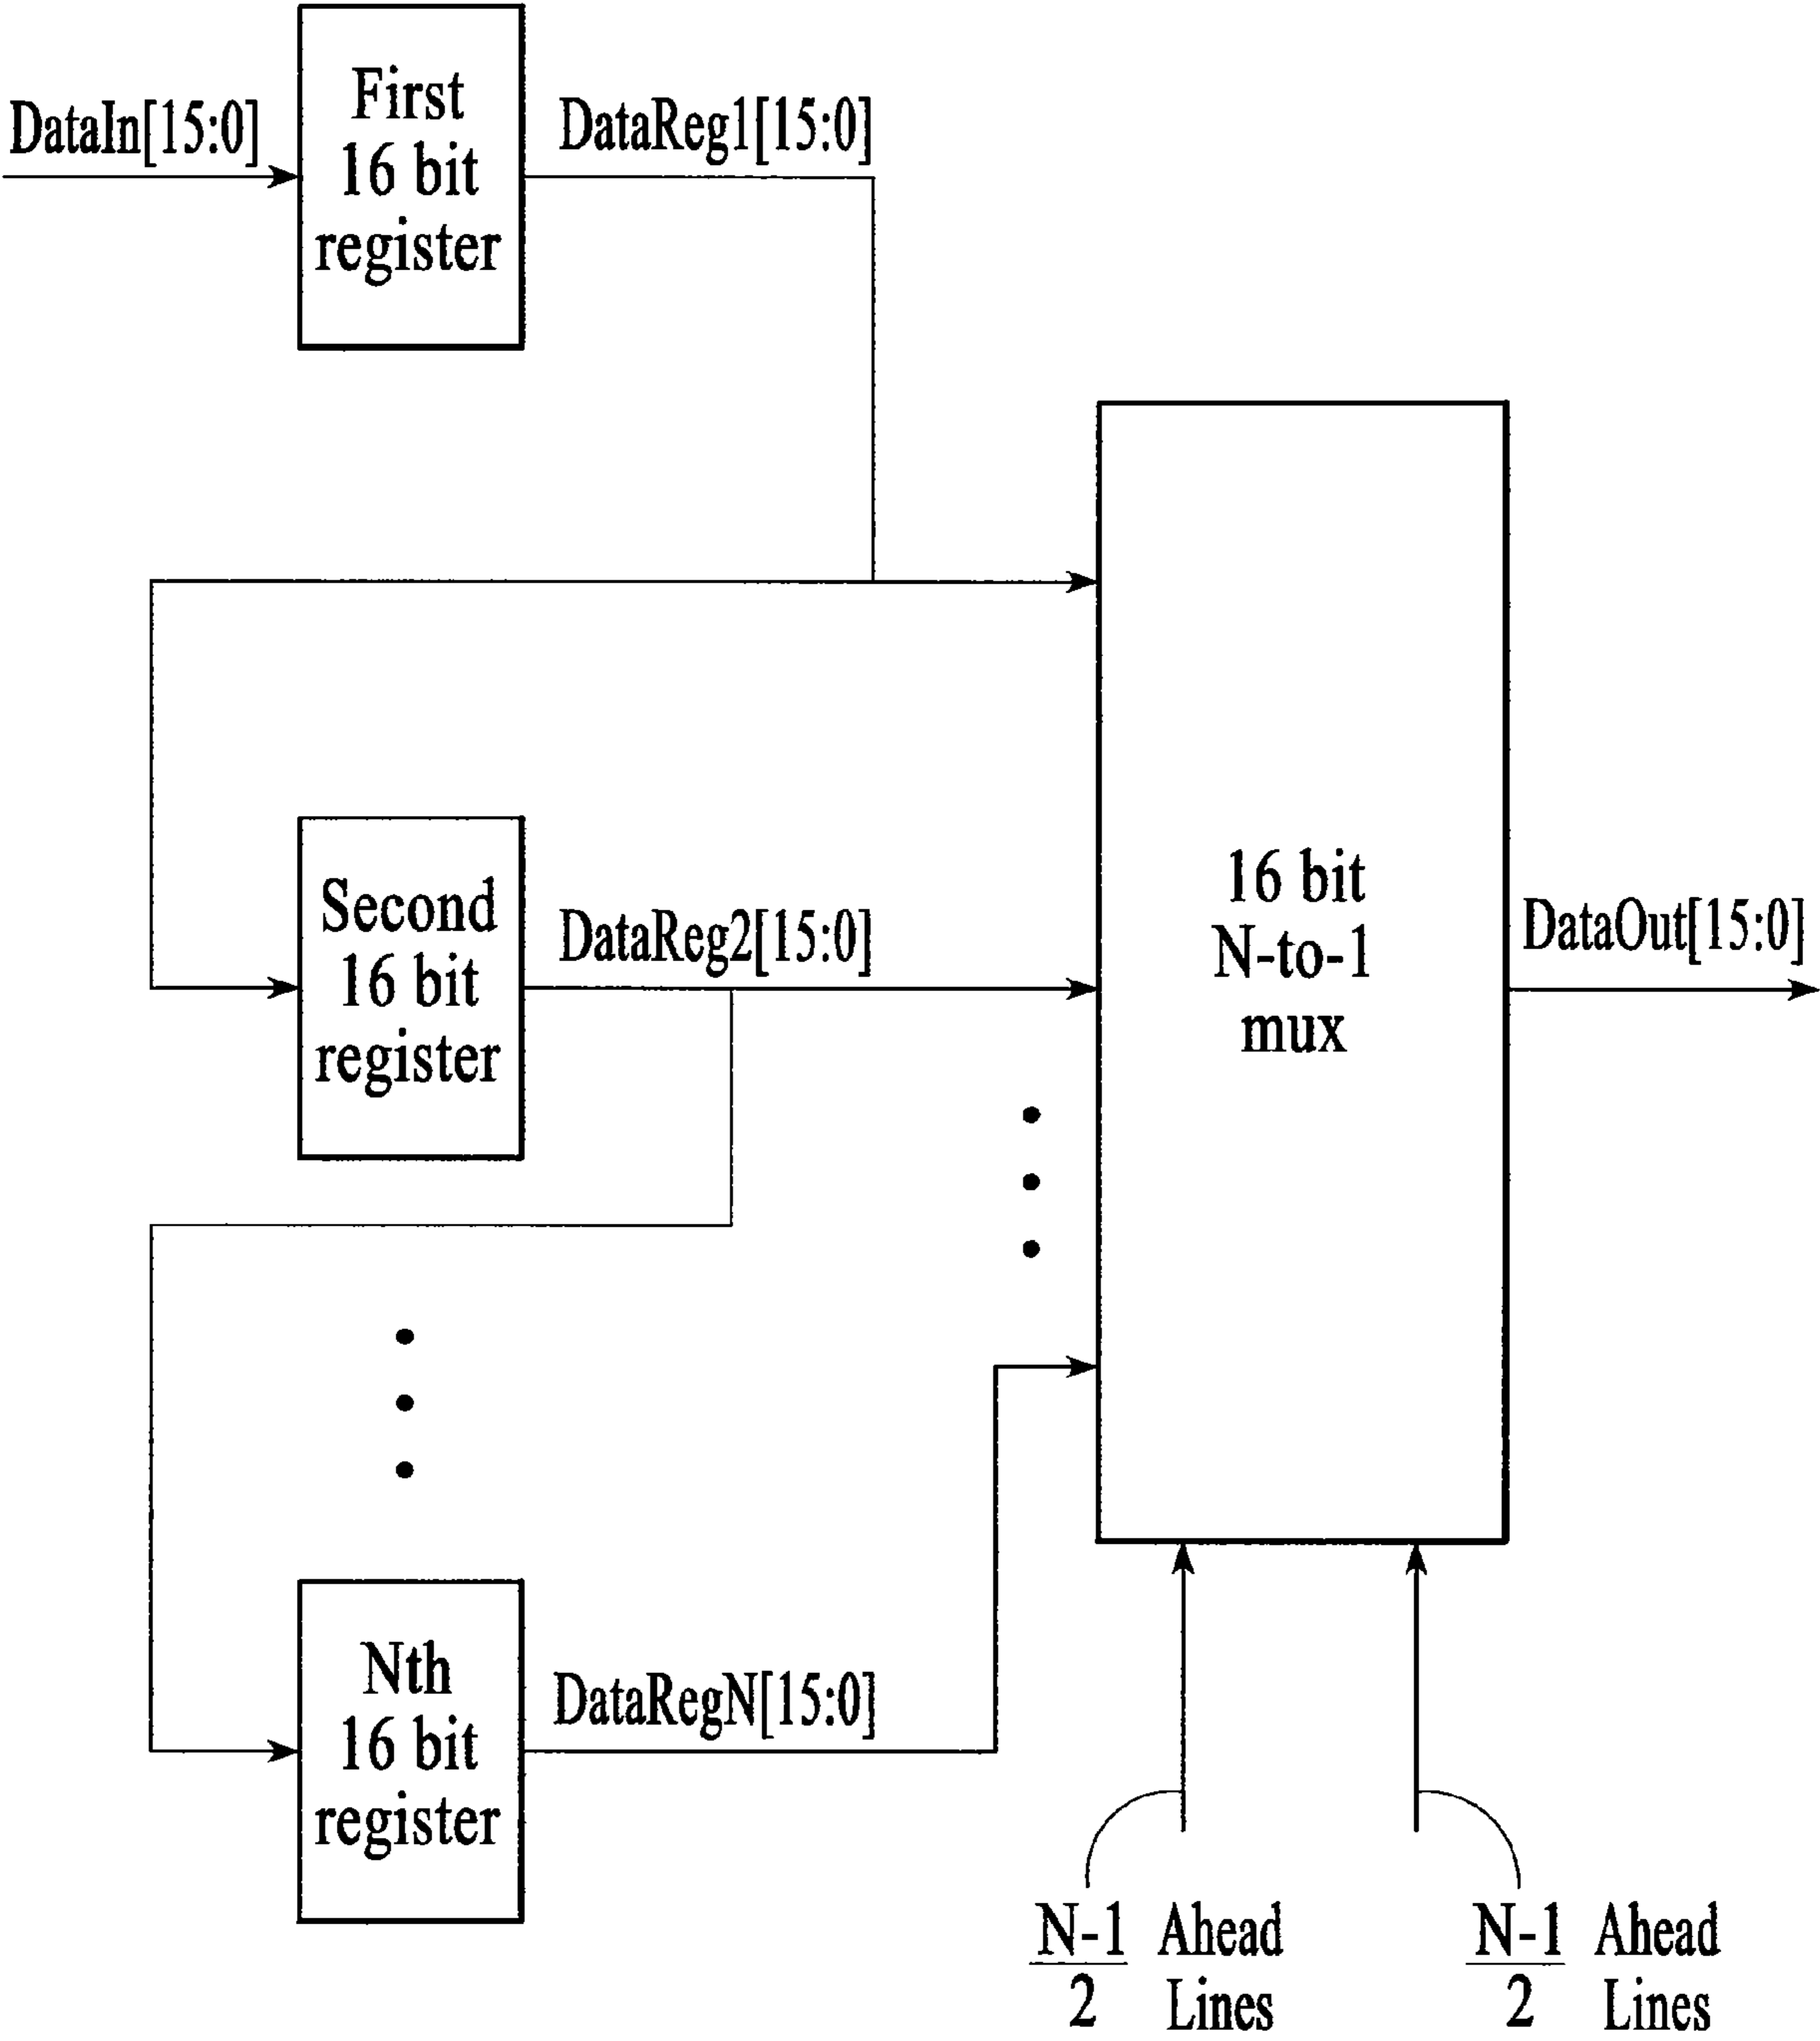 First
16 bit
register
DataIn[15:0]
DataReg1[15:0]
Second
16 bit
register
DataReg2[15:0]
16 bit
N-to-1
mux
DataOut[15:0]
Nth
16 bit
register
DataRegN[15:0]
N-1
2
Ahead
Lines
N-1
2
Ahead
Lines